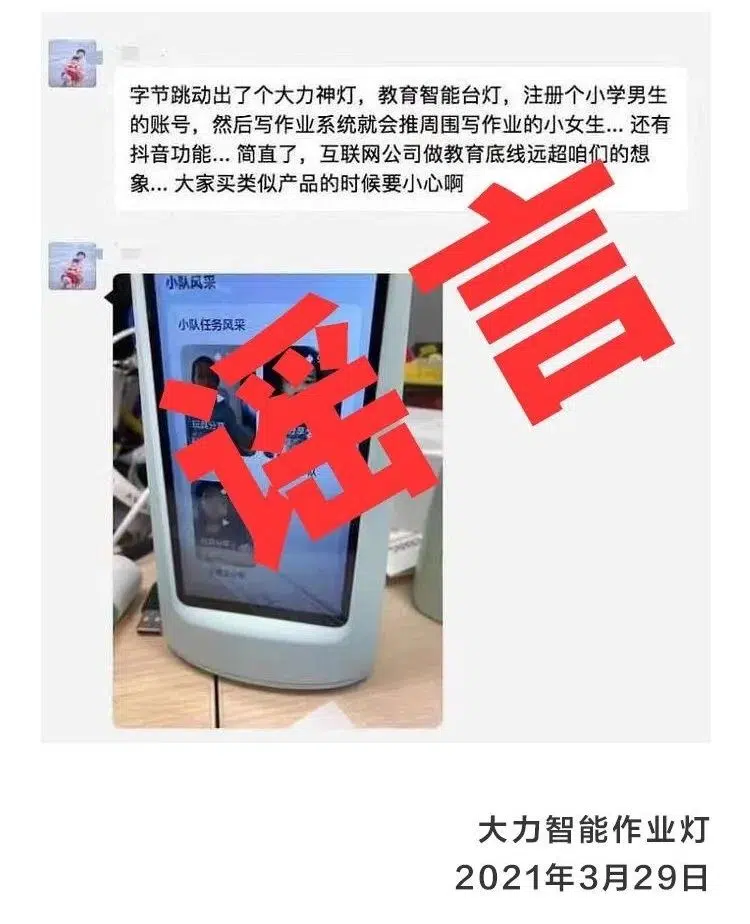 字节跳动出了个大力神灯，教育智能台灯，注册个小学男生
的账号，然后写作业系统就会推周围写作业的小女生... 还有
抖音功能... 简直了，互联网公司做教育底线远超咱们的想
象... 大家买类似产品的时候要小心啊
谣言
小队风采
小队任务风采
大力智能作业灯
2021年3月29日